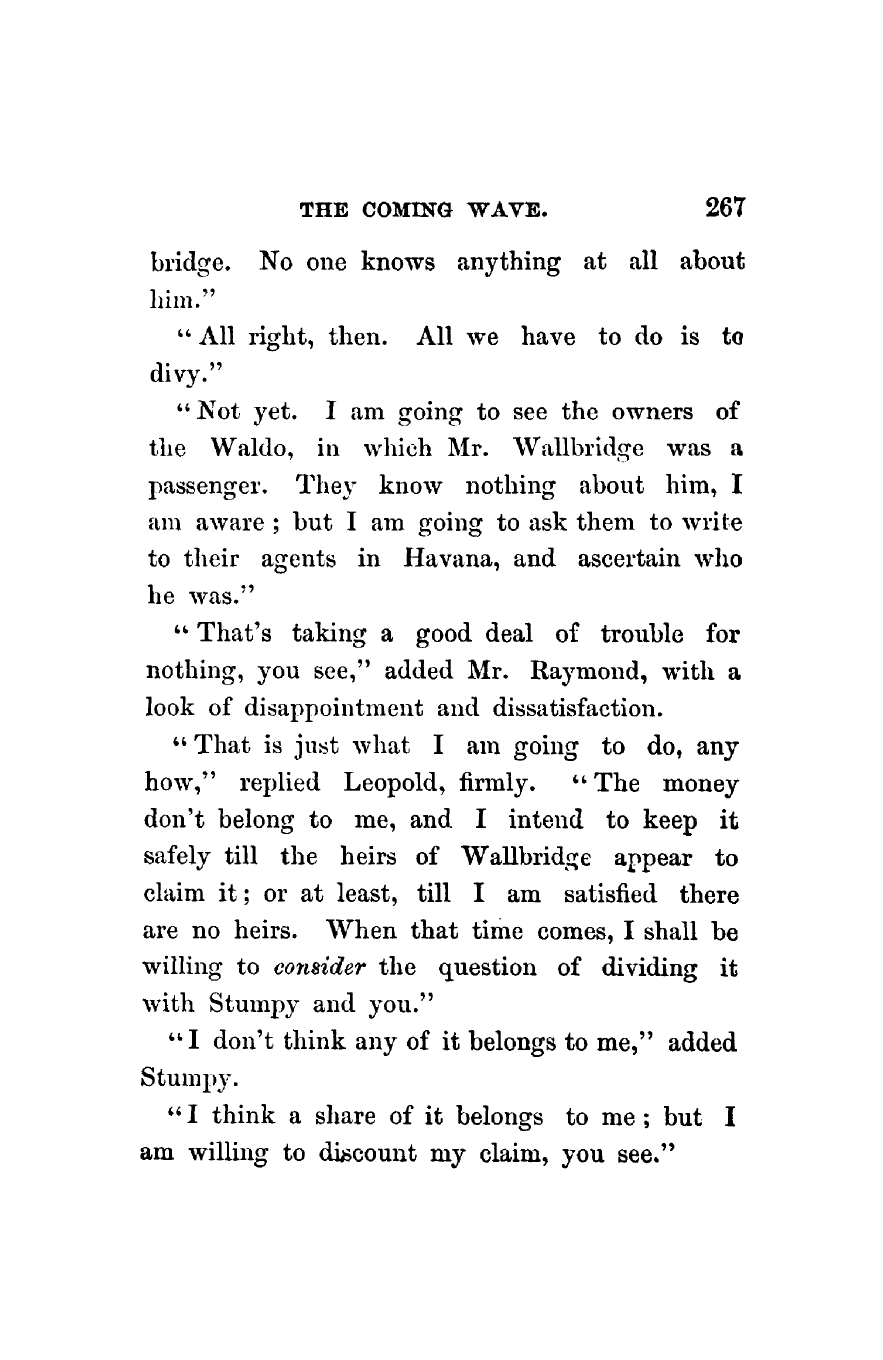 THE COMING WAVE. 267
bridge. No one knows anything at all about
him."
"All right, then. All we have to do is to
divy."
"Not yet. I am going to see the owners of
the Waldo, in which Mr. Wallbridge was a
passenger. They know nothing about him, I
am aware; but I am going to ask them to write
to their agents in Havana, and ascertain who
he was."
"That's taking a good deal of trouble for
nothing, you see," added Mr. Raymond, with a
look of disappointment and dissatisfaction.
"That is just what I am going to do, any
how," replied Leopold, firmly. "The money
don't belong to me, and I intend to keep it
safely till the heirs of Wallbridge appear to
claim it; or at least, till I am satisfied there
are no heirs. When that time comes, I shall be
willing to consider the question of dividing it
with Stumpy and you."
"I don't think any of it belongs to me," added
Stumpy.
"I think a share of it belongs to me; but I
am willing to discount my claim, you see."